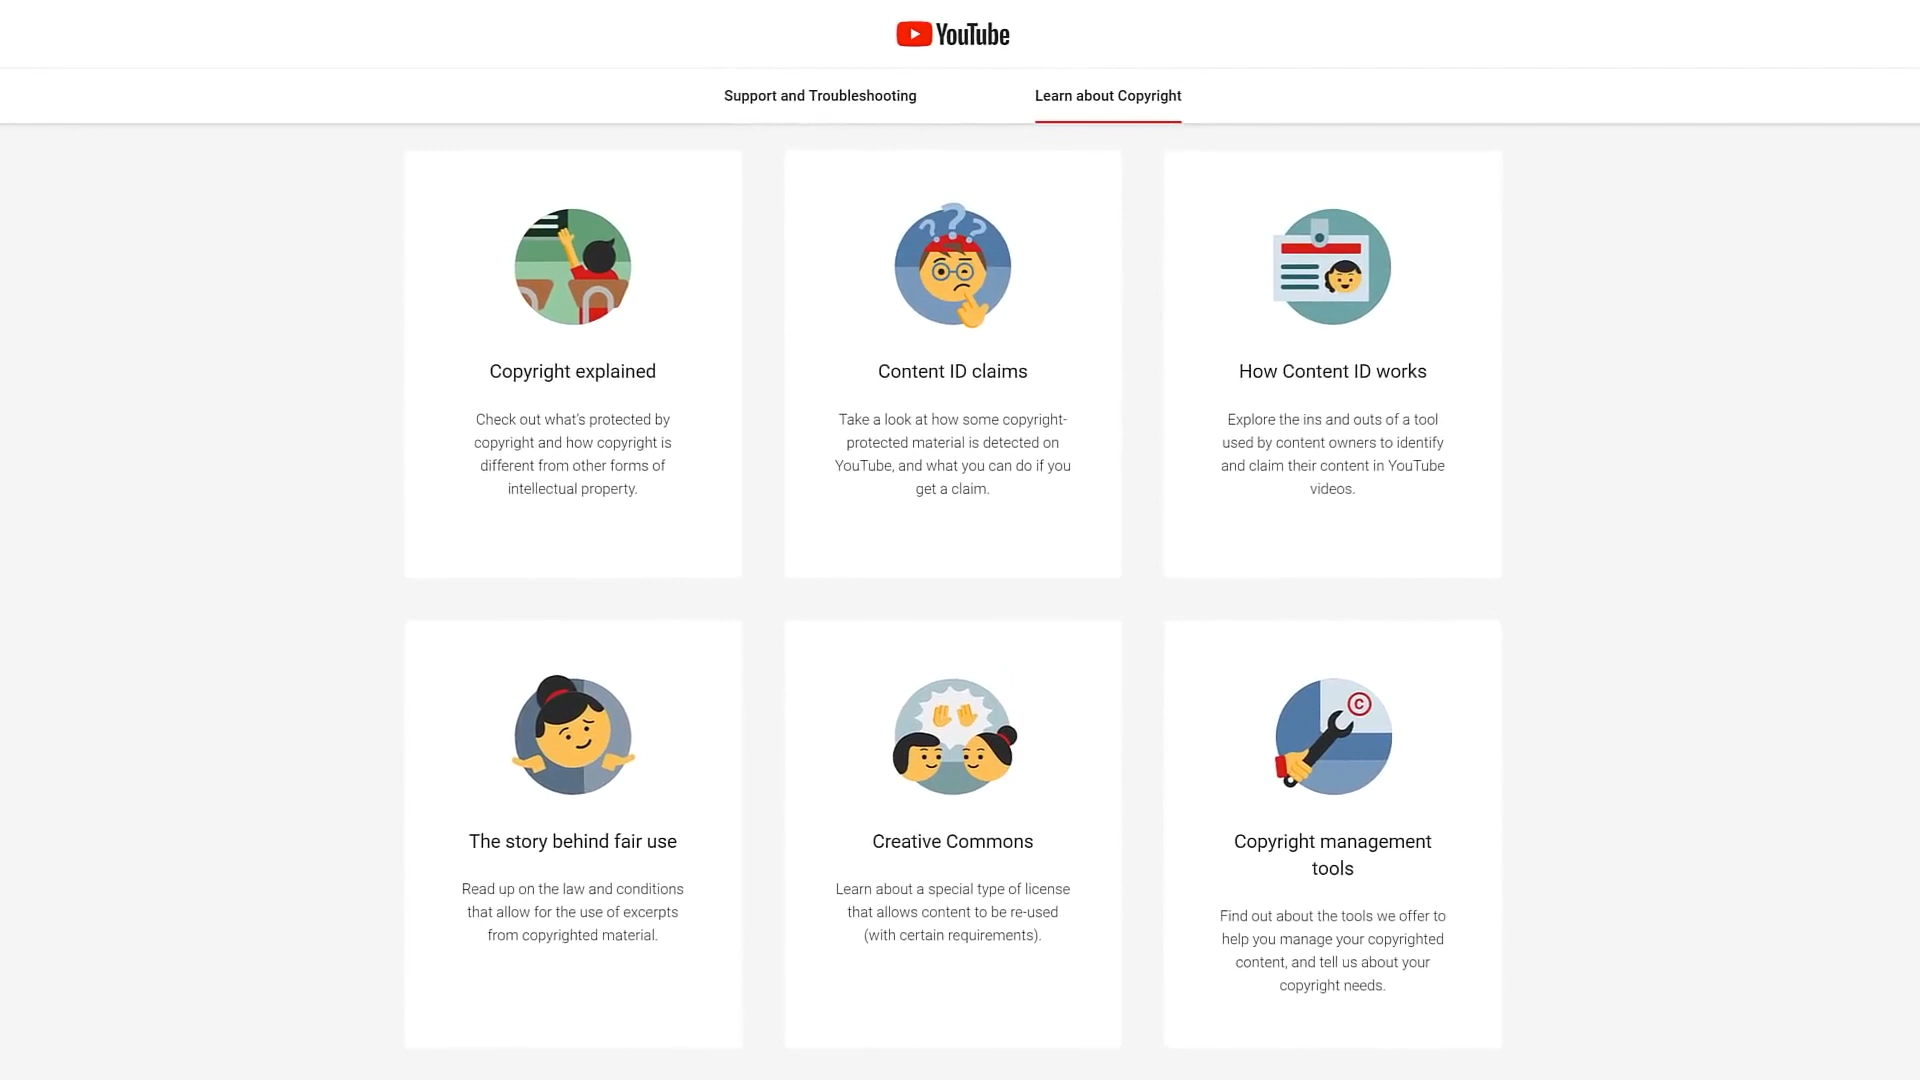 YouTube
Support and Troubleshooting
Learn about Copyright
Copyright explained
Check out what's protected by
copyright and how copyright is
different from other forms of
intellectual property.
Content ID claims
Take a look at how some copyright-
protected material is detected on
YouTube, and what you can do if you
get a claim.
How Content ID works
Explore the ins and outs of a tool
used by content owners to identify
and claim their content in YouTube
videos.
The story behind fair use
Read up on the law and conditions
that allow for the use of excerpts
from copyrighted material.
Creative Commons
Learn about a special type of license
that allows content to be re-used
(with certain requirements).
©
Copyright management
tools
Find out about the tools we offer to
help you manage your copyrighted
content, and tell us about your
copyright needs.